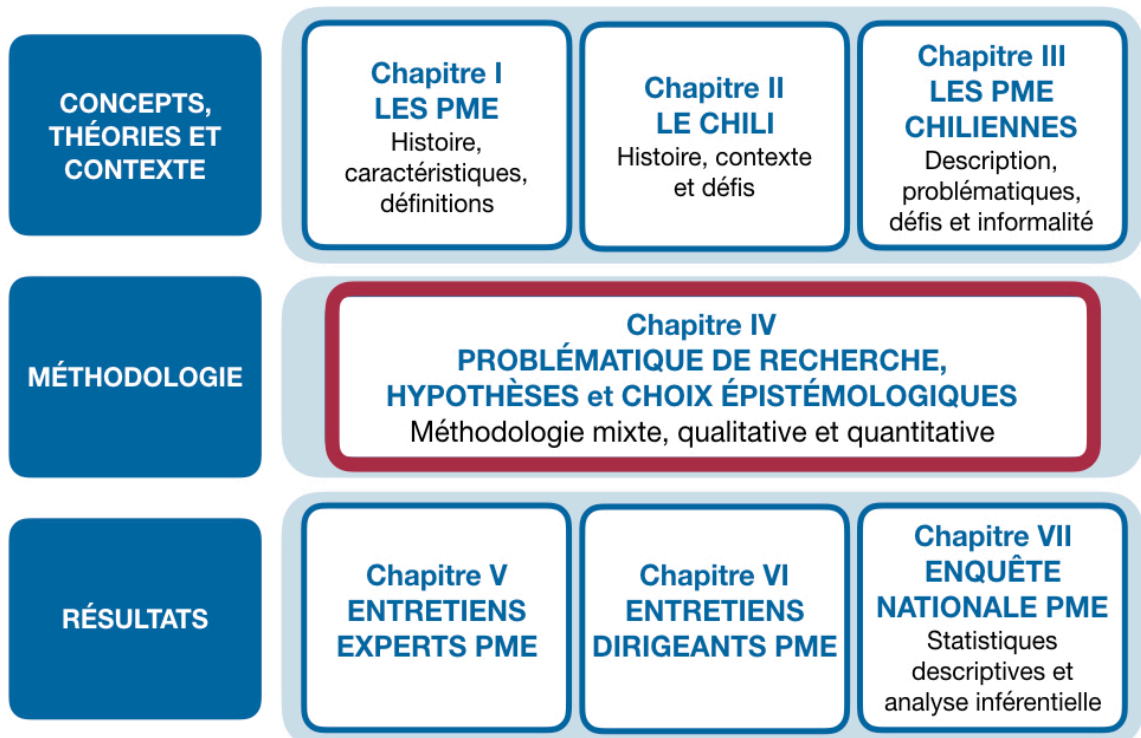 CONCEPTS,
THÉORIES ET
CONTEXTE
Chapitre I
LES PME
Histoire,
caractéristiques,
définitions
Chapitre II
LE CHILI
Histoire, contexte
et défis
Chapitre III
LES PME
CHILIENNES
Description,
problématiques,
défis et informalité
MÉTHODOLOGIE
Chapitre IV
PROBLÉMATIQUE DE RECHERCHE,
HYPOTHÈSES et CHOIX ÉPISTÉMOLOGIQUES
Méthodologie mixte, qualitative et quantitative
RÉSULTATS
Chapitre V
ENTRETIENS
EXPERTS PME
Chapitre VI
ENTRETIENS
DIRIGEANTS PME
Chapitre VII
ENQUÊTE
NATIONALE PME
Statistiques
descriptives et
analyse inférentielle